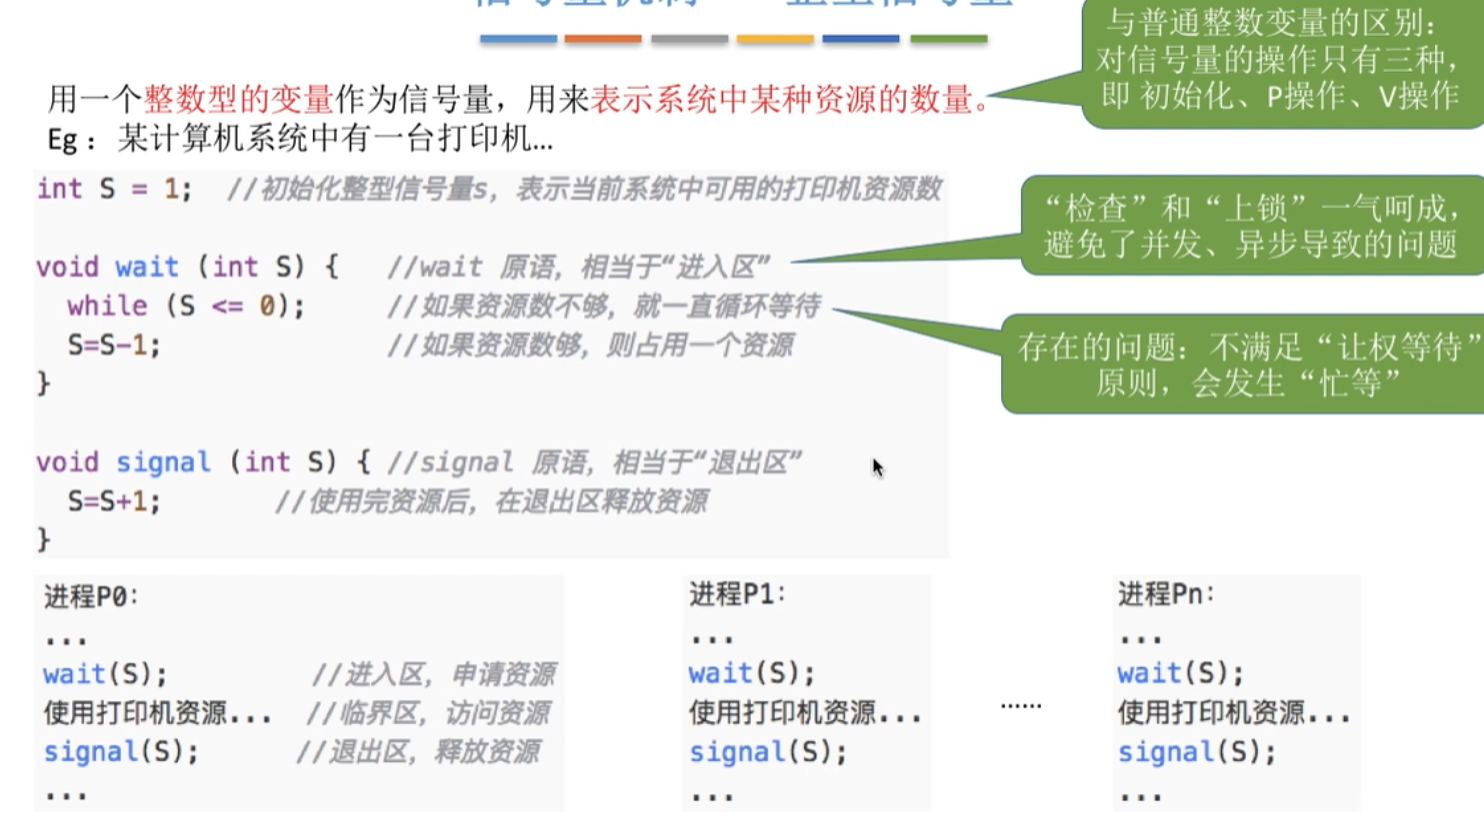 用一个整数型的变量作为信号量，用来表示系统中某种资源的数量。
Eg：某计算机系统中有一台打印机...
与普通整数变量的区别：
对信号量的操作只有三种，
即 初始化、P操作、V操作
int S = 1;  //初始化整型信号量s，表示当前系统中可用的打印机资源数
void wait (int S) {   //wait 原语，相当于“进入区”
while (S <= 0);     //如果资源数不够，就一直循环等待
S=S-1;              //如果资源数够，则占用一个资源
}
“检查”和“上锁”一气呵成，
避免了并发、异步导致的问题
存在的问题：不满足“让权等待”
原则，会发生“忙等”
void signal (int S) { //signal 原语，相当于“退出区”
S=S+1;       //使用完资源后，在退出区释放资源
}
进程P0：
...
wait(S);         //进入区，申请资源
使用打印机资源...  //临界区，访问资源
signal(S);      //退出区，释放资源
...
进程P1：
...
wait(S);
使用打印机资源...
signal(S);
...
......
进程Pn：
...
wait(S);
使用打印机资源...
signal(S);
...